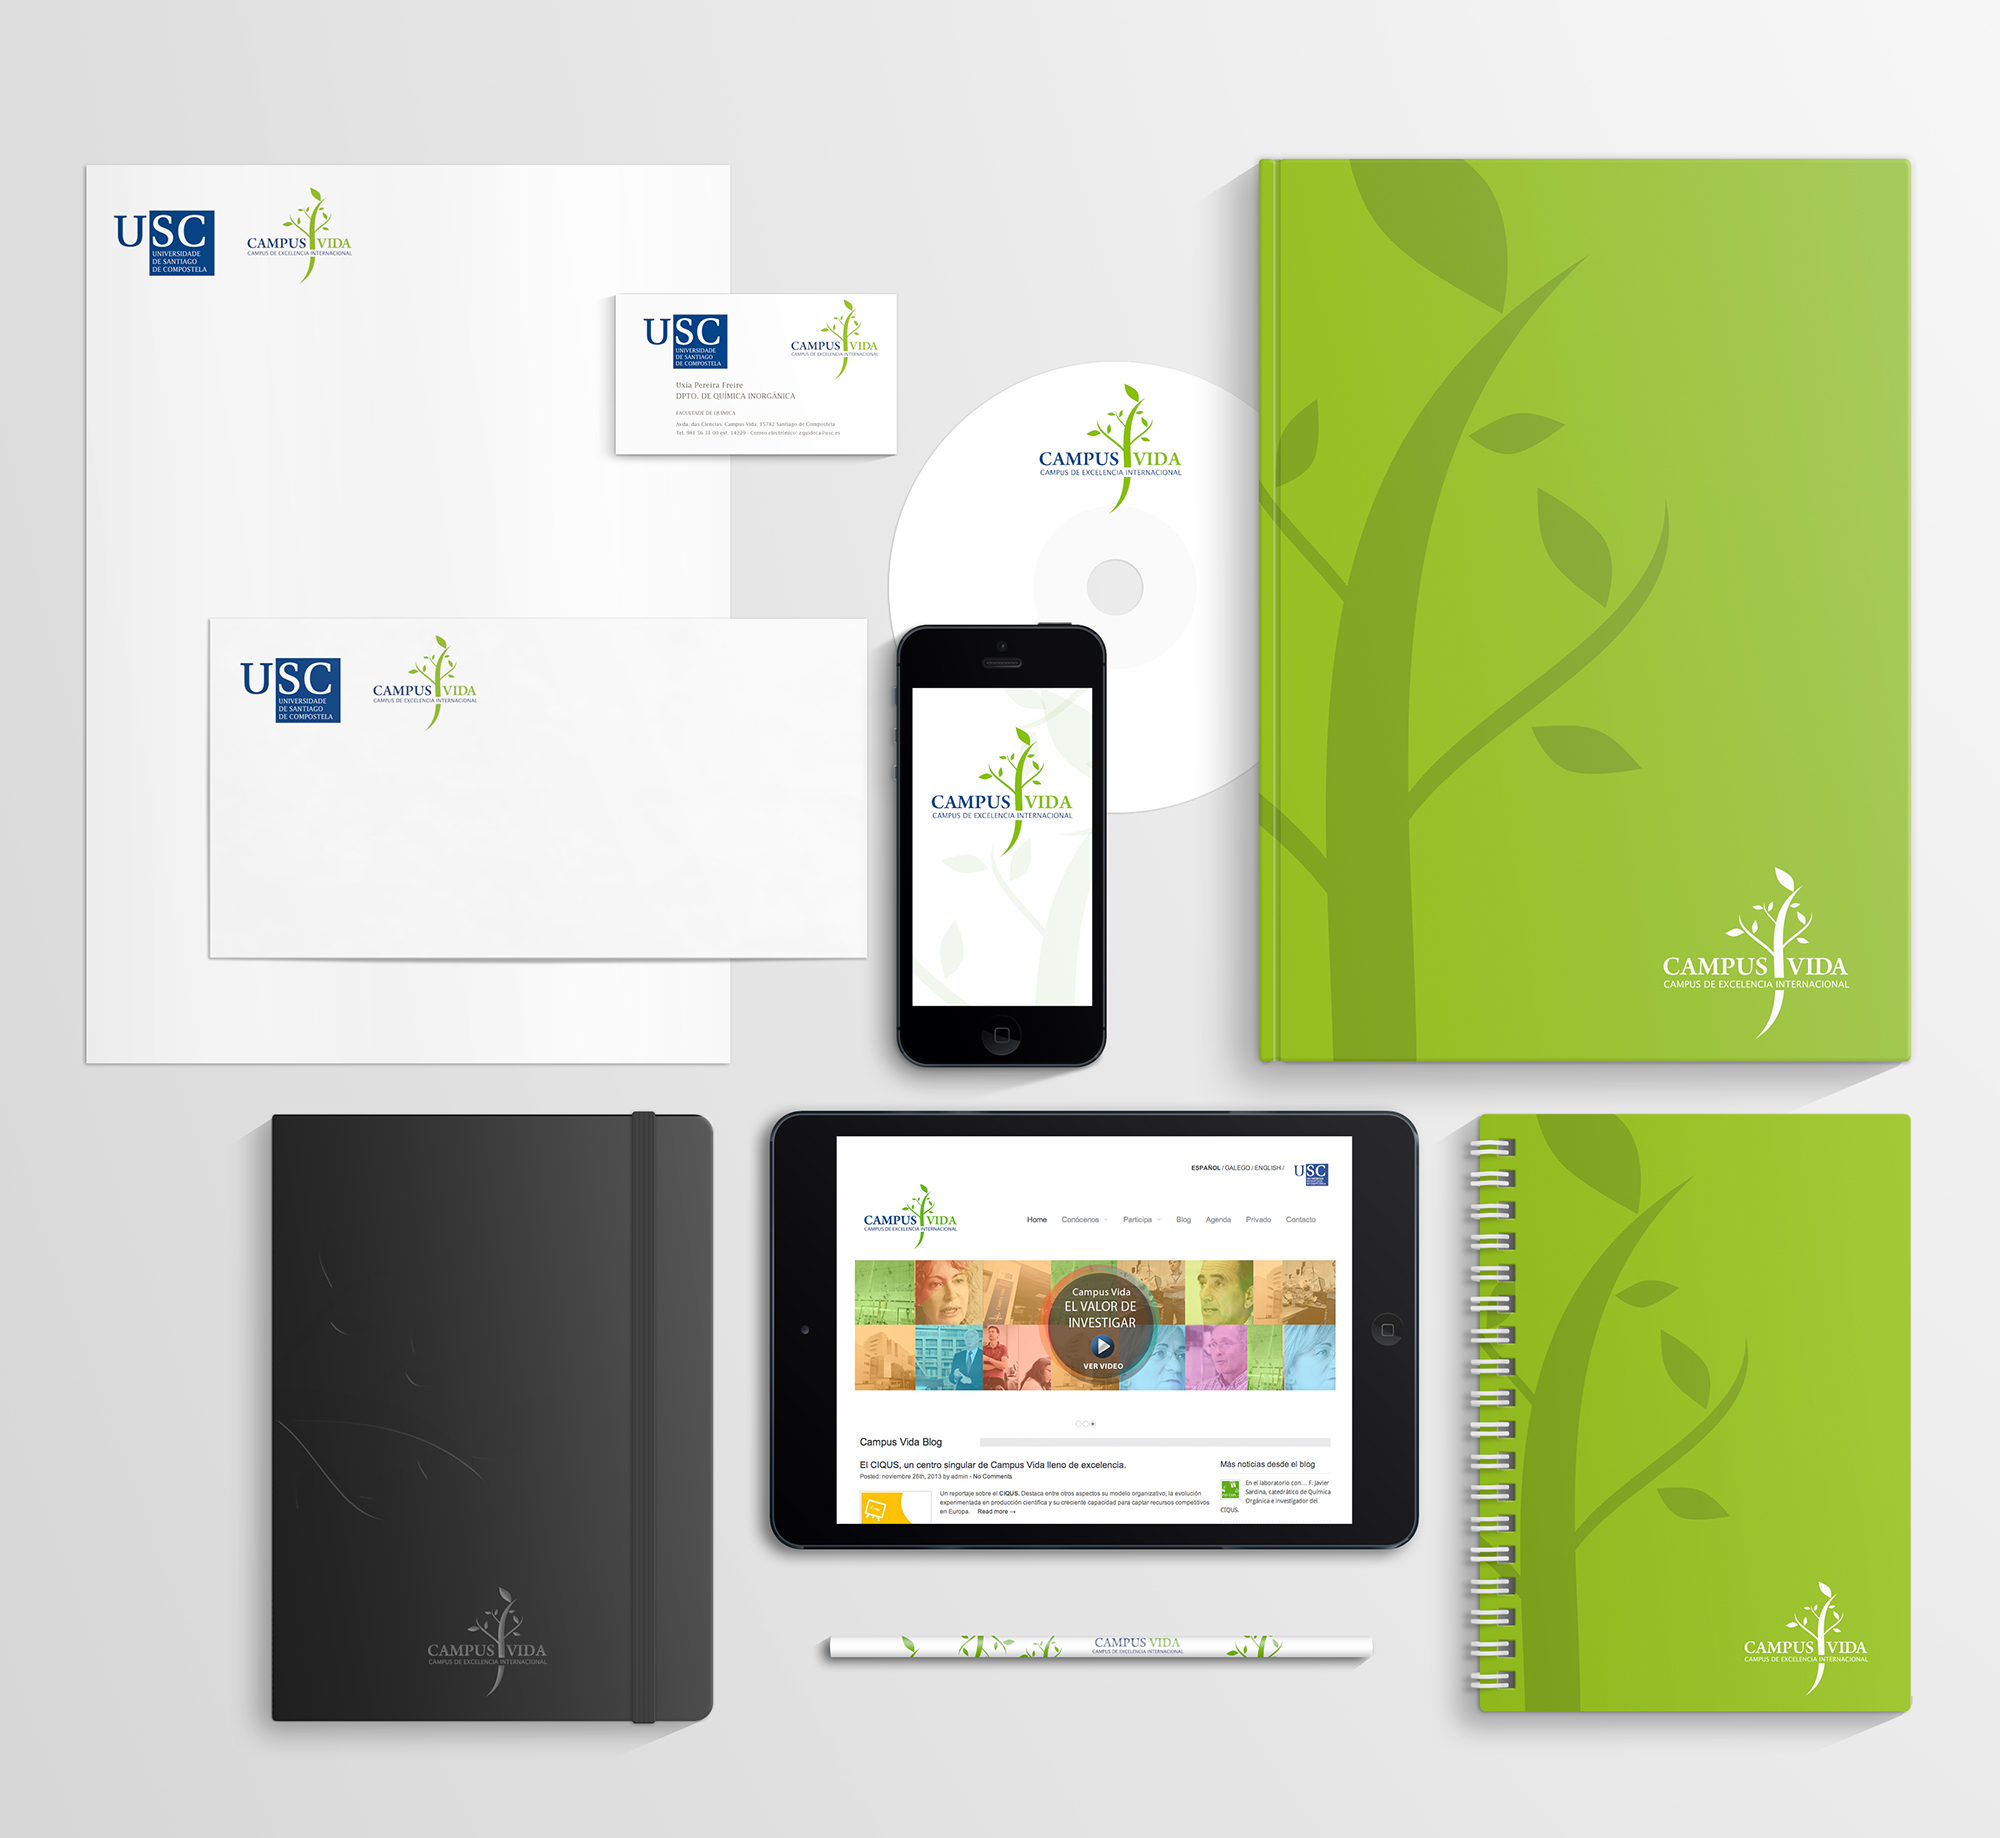 USC
UNIVERSIDADE
DE SANTIAGO
DE COMPOSTELA
CAMPUS VIDA
CAMPUS DE EXCELENCIA INTERNACIONAL
USC
UNIVERSIDADE
DE SANTIAGO
DE COMPOSTELA
CAMPUS VIDA
CAMPUS DE EXCELENCIA INTERNACIONAL
Uxía Pereira Freire
DPTO. DE QUÍMICA INORGÁNICA
FACULTADE DE QUÍMICA
Avda. das Ciencias, Campus Vida, 15782 Santiago de Compostela
Tel. 981 56 31 00 ext. 14229 - Correo electrónico:
CAMPUS VIDA
CAMPUS DE EXCELENCIA INTERNACIONAL
USC
UNIVERSIDADE
DE SANTIAGO
DE COMPOSTELA
CAMPUS VIDA
CAMPUS DE EXCELENCIA INTERNACIONAL
CAMPUS VIDA
CAMPUS DE EXCELENCIA INTERNACIONAL
CAMPUS VIDA
CAMPUS DE EXCELENCIA INTERNACIONAL
CAMPUS VIDA
CAMPUS DE EXCELENCIA INTERNACIONAL
ESPAÑOL / GALEGO / ENGLISH /
USC
CAMPUS VIDA
CAMPUS DE EXCELENCIA INTERNACIONAL
Home Conócenos Participa Blog Agenda Privado Contacto
Campus Vida
EL VALOR DE
INVESTIGAR
VER VIDEO
Campus Vida Blog
El CIQUS, un centro singular de Campus Vida lleno de excelencia.
Posted: noviembre 26th, 2013 by admin - No Comments
Un reportaje sobre el CIQUS. Destaca entre otros aspectos su modelo organizativo, la evolución
experimentada en producción científica y su creciente capacidad para captar recursos competitivos
en Europa. Read more →
Más noticias desde el blog
En el laboratorio con... F. Javier
Sardina, catedrático de Química
Orgánica e investigador del
CIQUS.
CAMPUS VIDA
CAMPUS DE EXCELENCIA INTERNACIONAL
CAMPUS VIDA
CAMPUS DE EXCELENCIA INTERNACIONAL